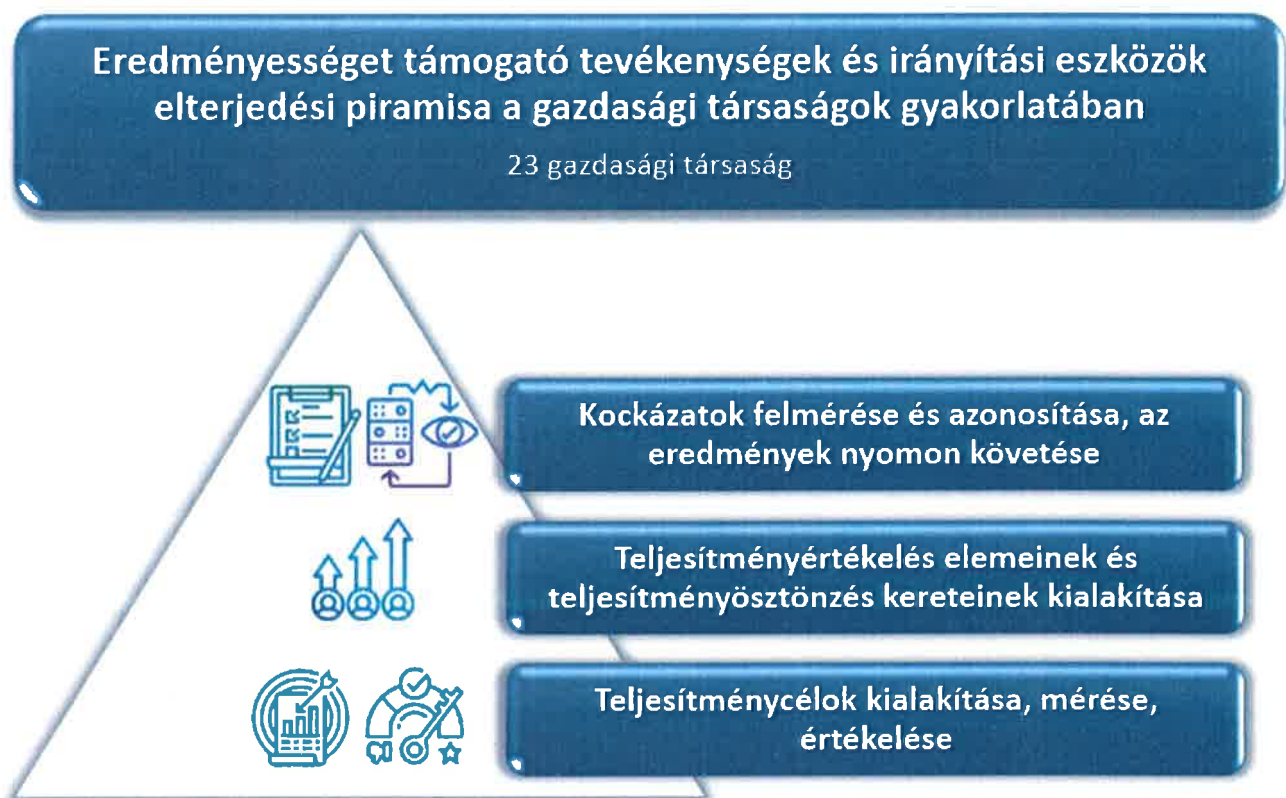 Eredményességet támogató tevékenységek és irányítási eszközök
elterjedési piramisa a gazdasági társaságok gyakorlatában
23 gazdasági társaság
Kockázatok felmérése és azonosítása, az
eredmények nyomon követése
Teljesítményértékelés elemeinek és
teljesítményösztönzés kereteinek kialakítása
Teljesítménycélok kialakítása, mérése,
értékelése